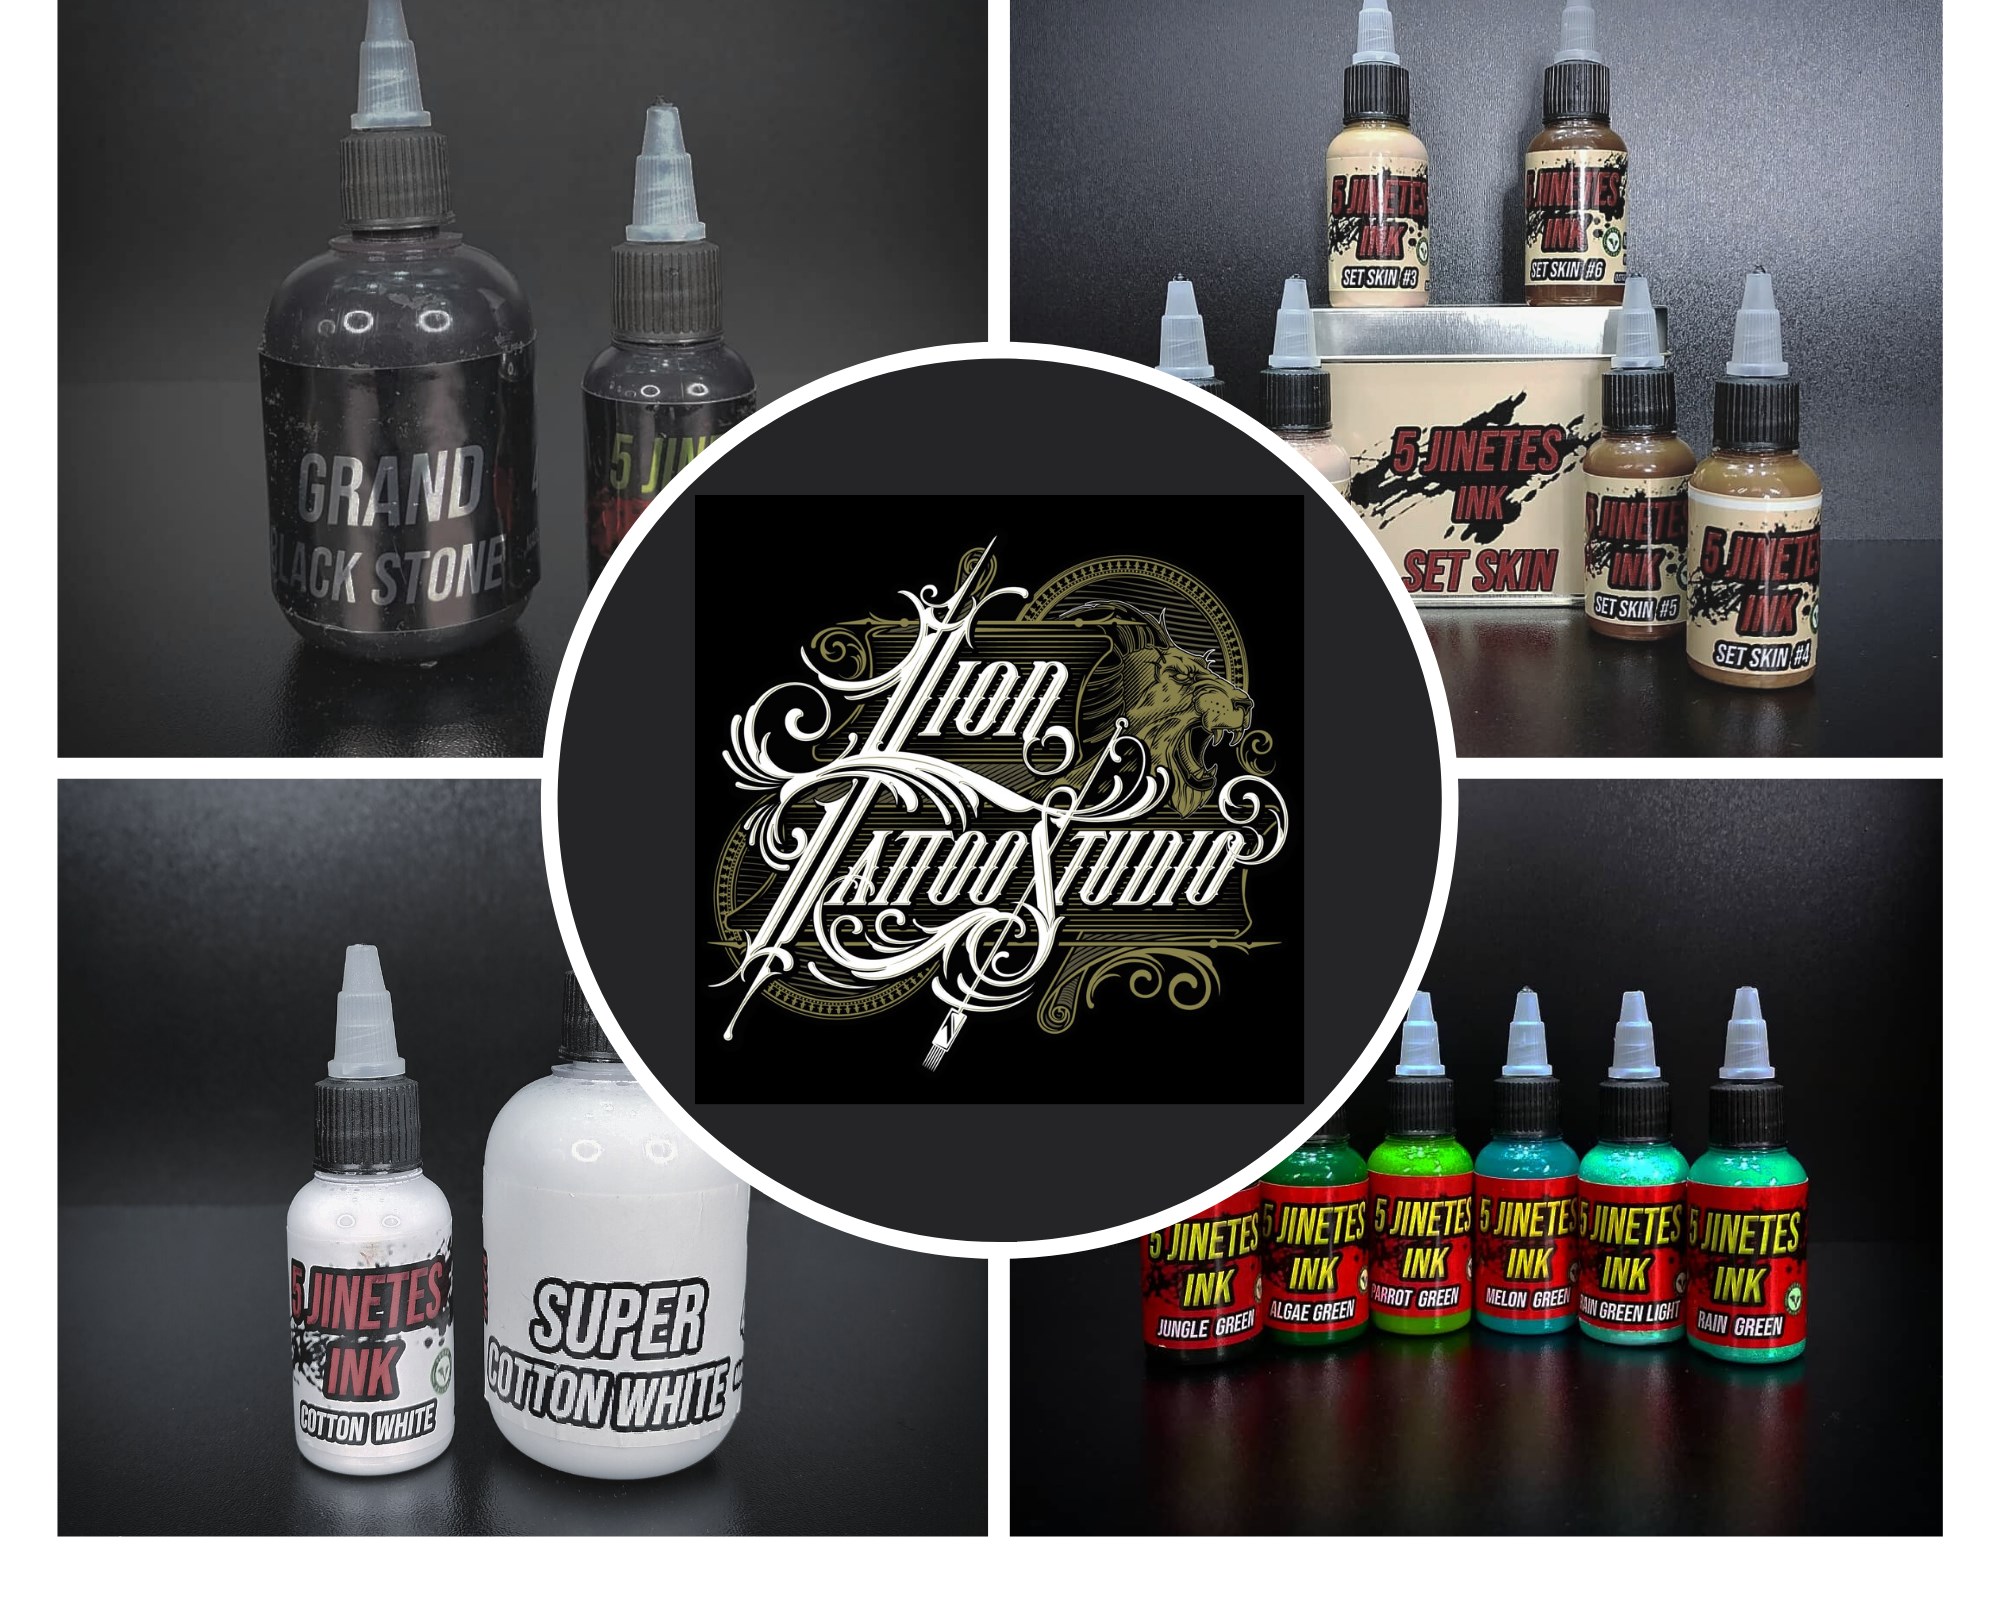 GRAND
BLACK STONE
5 JINETES
INK
SET SKIN #3
5 JINETES
INK
SET SKIN #6
5 JINETES
INK
SET SKIN
5 JINETES
INK
SET SKIN #5
5 JINETES
INK
SET SKIN #4
Lion
Tattoo Studio
5 JINETES
INK
COTTON WHITE
SUPER
COTTON WHITE
5 JINETES
INK
JUNGLE GREEN
5 JINETES
INK
ALGAE GREEN
5 JINETES
INK
PARROT GREEN
5 JINETES
INK
MELON GREEN
5 JINETES
INK
RAIN GREEN LIGHT
5 JINETES
INK
RAIN GREEN